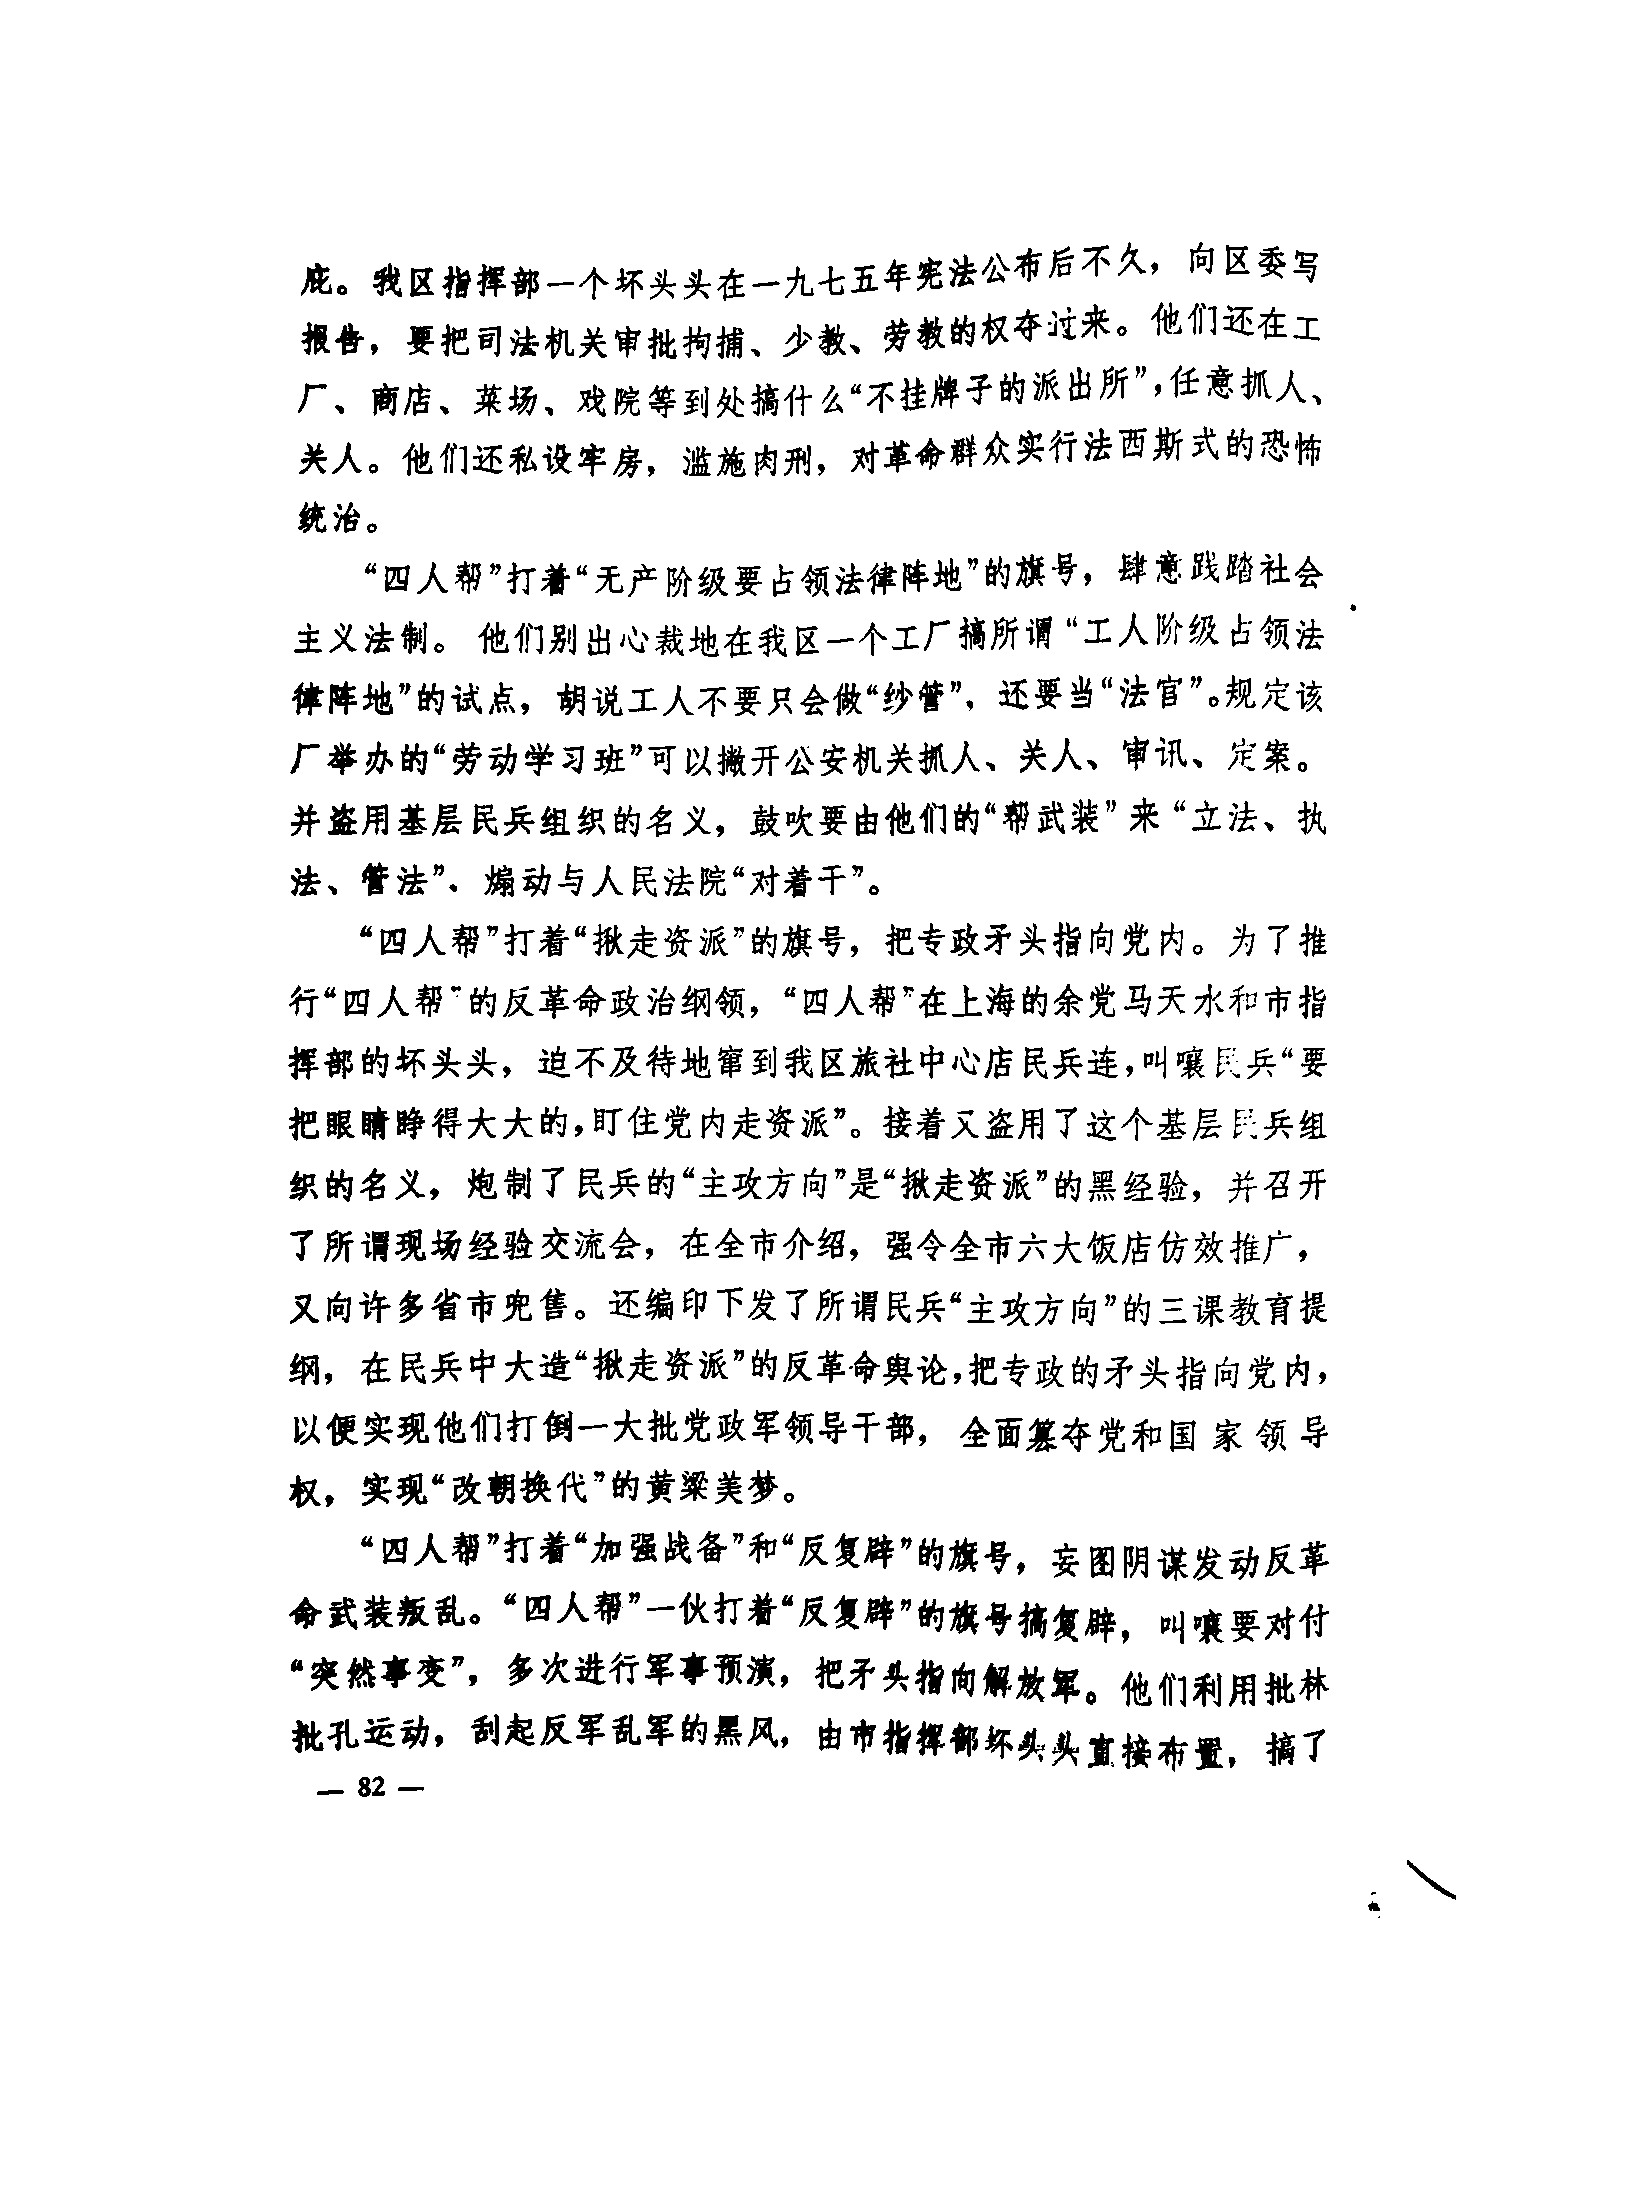 庇。我区指挥部一个坏头头在一九七五年宪法公布后不久，向区委写
报告，要把司法机关审批拘捕、少教、劳教的权夺过来。他们还在工
厂、商店、菜场、戏院等到处搞什么“不挂牌子的派出所”，任意抓人、
关人。他们还私设牢房，滥施肉刑，对革命群众实行法西斯式的恐怖
统治。
“四人帮”打着“无产阶级要占领法律阵地”的旗号，肆意践踏社会
主义法制。他们别出心裁地在我区一个工厂搞所谓“工人阶级占领法
律阵地”的试点，胡说工人不要只会做“纱管”，还要当“法官”。规定该
厂举办的“劳动学习班”可以撇开公安机关抓人、关人、审讯、定案。
并盗用基层民兵组织的名义，鼓吹要由他们的“帮武装”来“立法、执
法、管法”、煽动与人民法院“对着干”。
“四人帮”打着“揪走资派”的旗号，把专政矛头指向党内。为了推
行“四人帮”的反革命政治纲领，“四人帮”在上海的余党马天水和市指
挥部的坏头头，迫不及待地窜到我区旅社中心店民兵连，叫嚷民兵“要
把眼睛睁得大大的，盯住党内走资派”。接着又盗用了这个基层民兵组
织的名义，炮制了民兵的“主攻方向”是“揪走资派”的黑经验，并召开
了所谓现场经验交流会，在全市介绍，强令全市六大饭店仿效推广，
又向许多省市兜售。还编印下发了所谓民兵“主攻方向”的三课教育提
纲，在民兵中大造“揪走资派”的反革命舆论，把专政的矛头指向党内，
以便实现他们打倒一大批党政军领导干部，全面篡夺党和国家领导
权，实现“改朝换代”的黄粱美梦。
“四人帮”打着“加强战备”和“反复辟”的旗号，妄图阴谋发动反革
命武装叛乱。“四人帮”一伙打着“反复辟”的旗号搞复辟，叫嚷要对付
“突然事变”，多次进行军事预演，把矛头指向解放军。他们利用批林
批孔运动，刮起反军乱军的黑风，由市指挥部坏头头直接布置，搞了
— 82 —